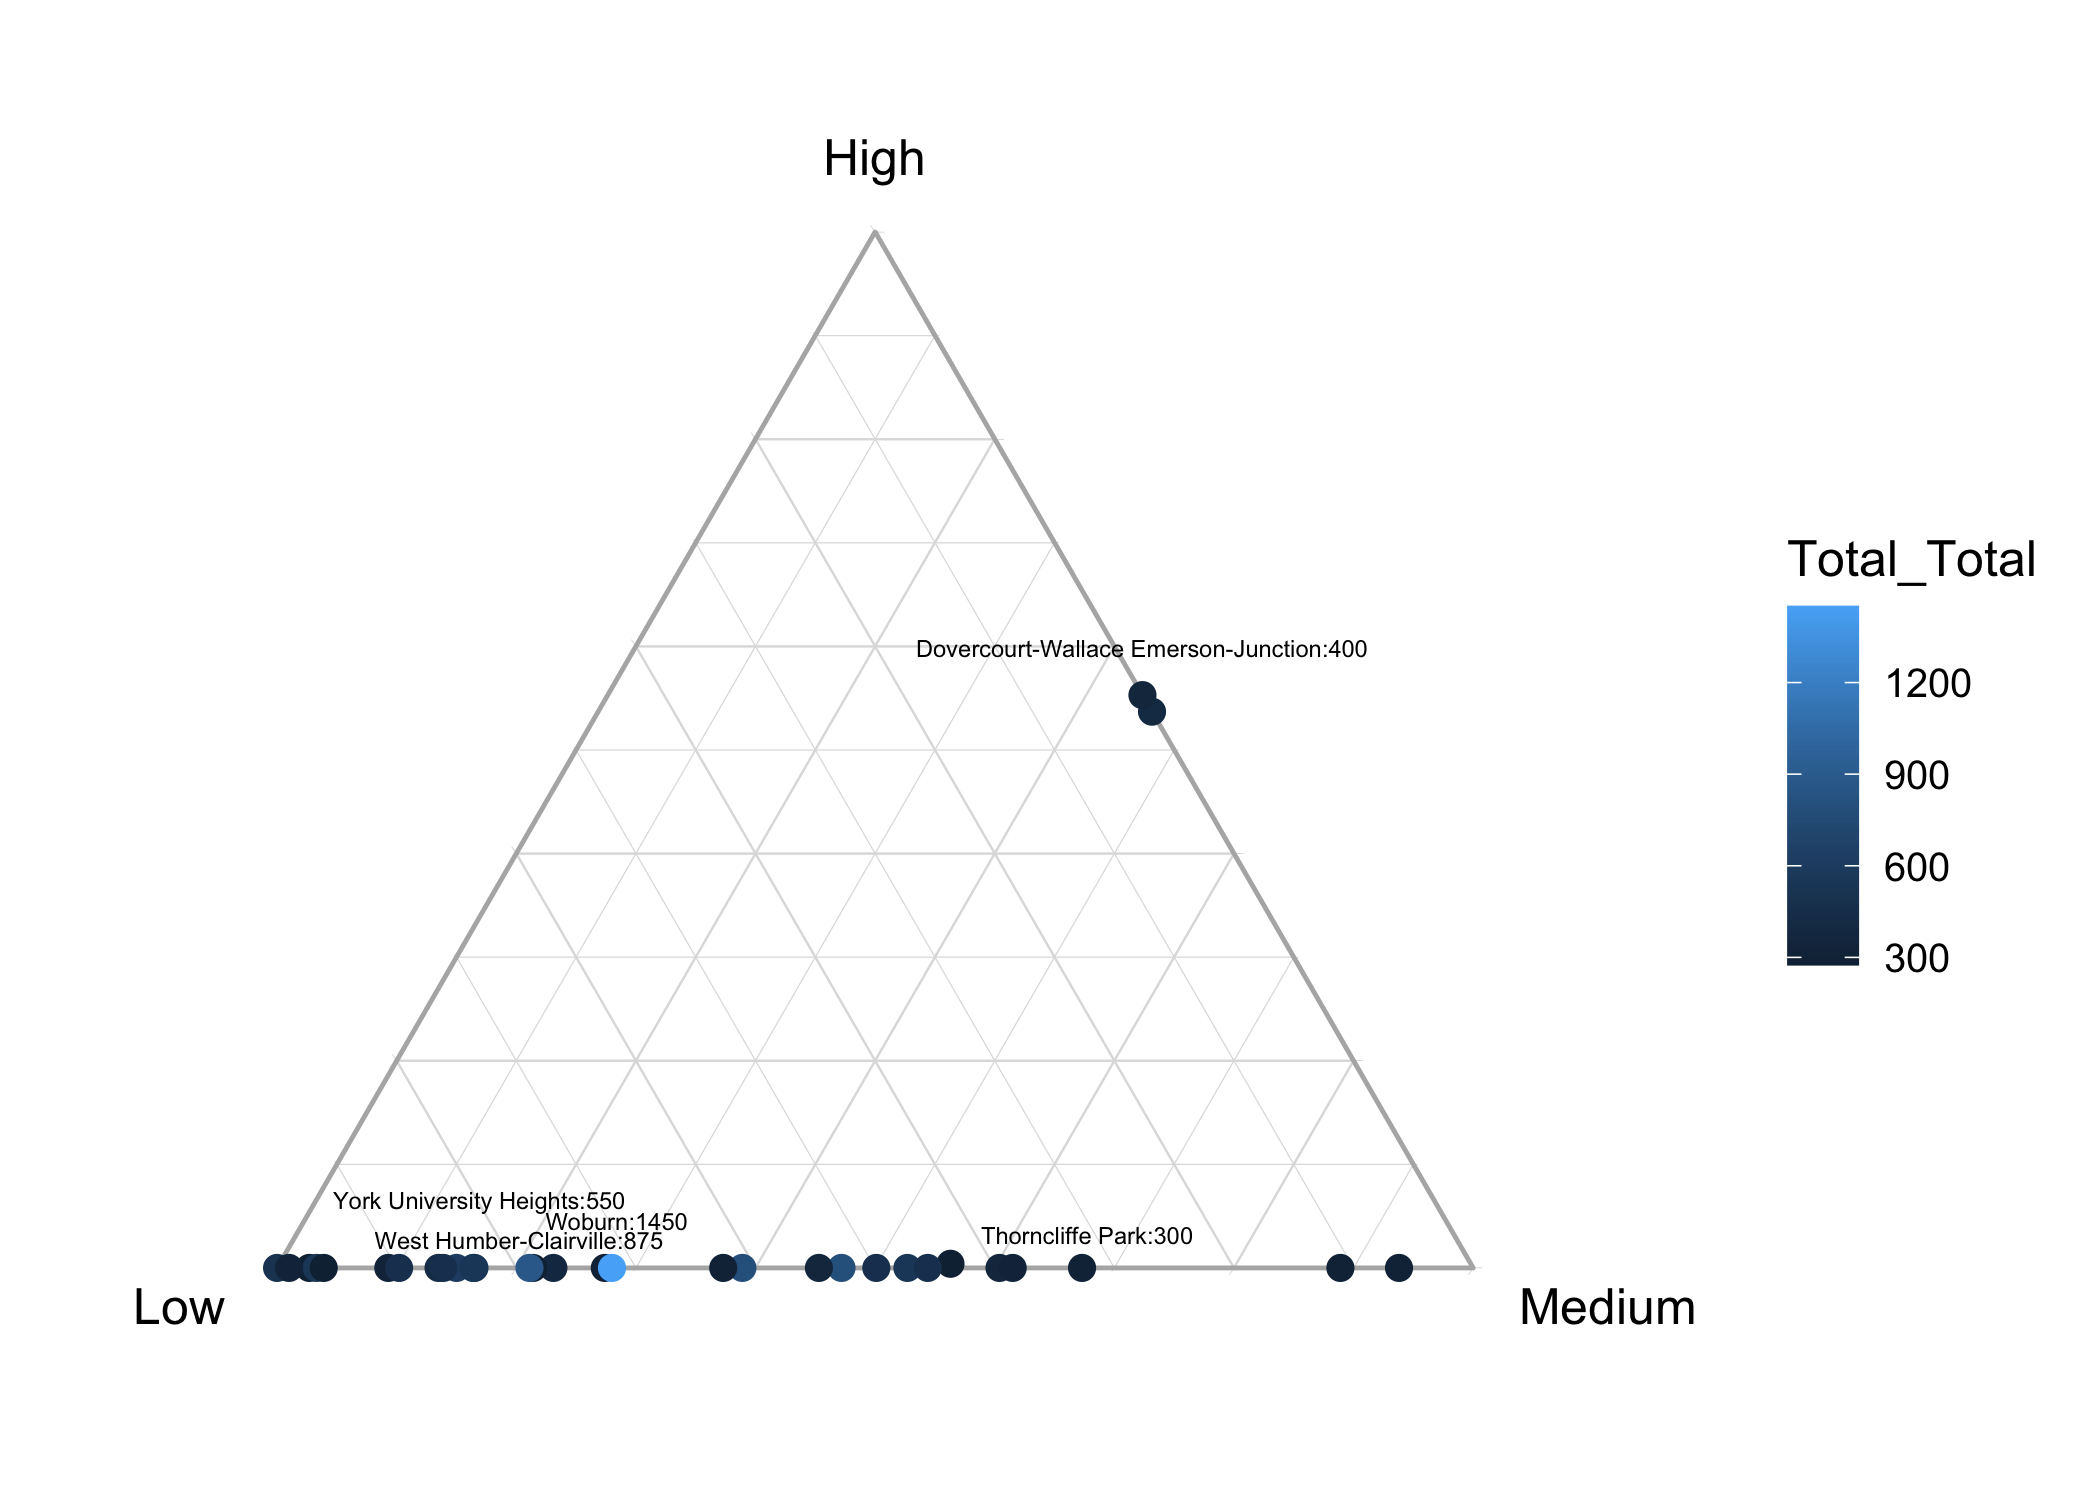 High
Total_Total
Dovercourt-Wallace Emerson-Junction:400
1200
900
600
300
York University Heights:550
Woburn:1450
West Humber-Clairville:875
Thorncliffe Park:300
Low
Medium